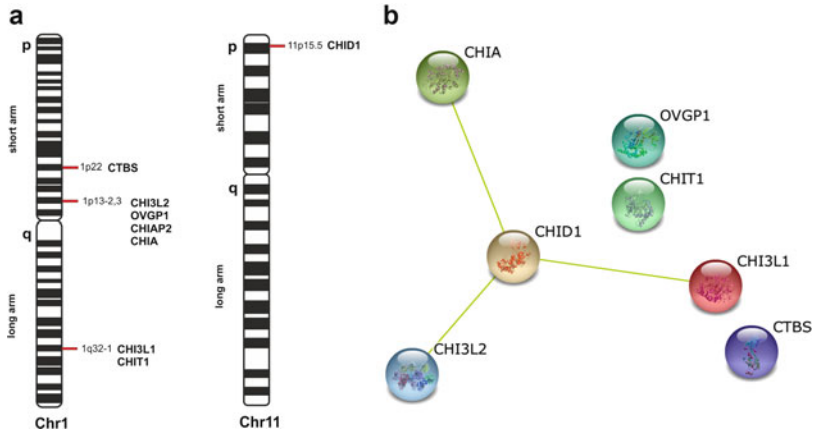 a
p
short arm
1p22 CTBS
1p13-2,3 CHI3L2
OVGP1
CHIAP2
CHIA
q
long arm
1q32-1 CHI3L1
CHIT1
Chr1
p
11p15.5 CHID1
short arm
q
long arm
Chr11
b
CHIA
OVGP1
CHIT1
CHID1
CHI3L1
CTBS
CHI3L2